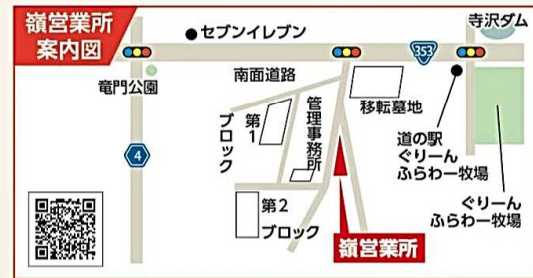 嶺営業所
案内図
セブンイレブン
寺沢ダム
353
竜門公園
南面道路
移転墓地
第1
ブロック
管理事務所
道の駅
ぐりーん
ふらわー牧場
4
第2
ブロック
ぐりーん
ふらわー牧場
嶺営業所